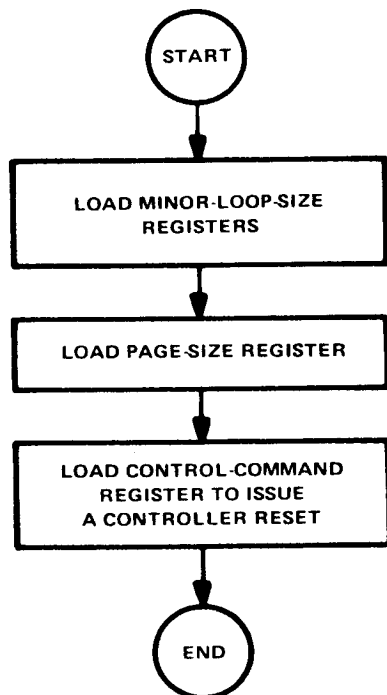 START
LOAD MINOR-LOOP-SIZE
REGISTERS
LOAD PAGE-SIZE REGISTER
LOAD CONTROL-COMMAND
REGISTER TO ISSUE
A CONTROLLER RESET
END